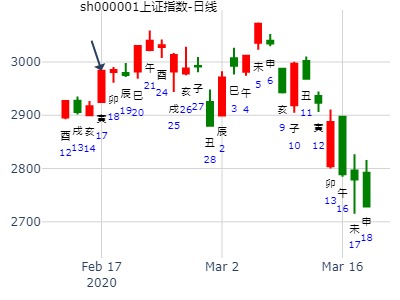 sh000001上证指数-日线
3000
2900
2800
2700
酉
12
戌
13
亥
14
寅
17
卯
18
辰
19
巳
20
午
21
酉
24
戌
25
亥
26
子
27
丑
28
辰
2
巳
3
午
4
未
5
申
6
亥
9
子
10
丑
11
寅
12
卯
13
午
16
未
17
申
18
Feb 17
2020
Mar 2
Mar 16